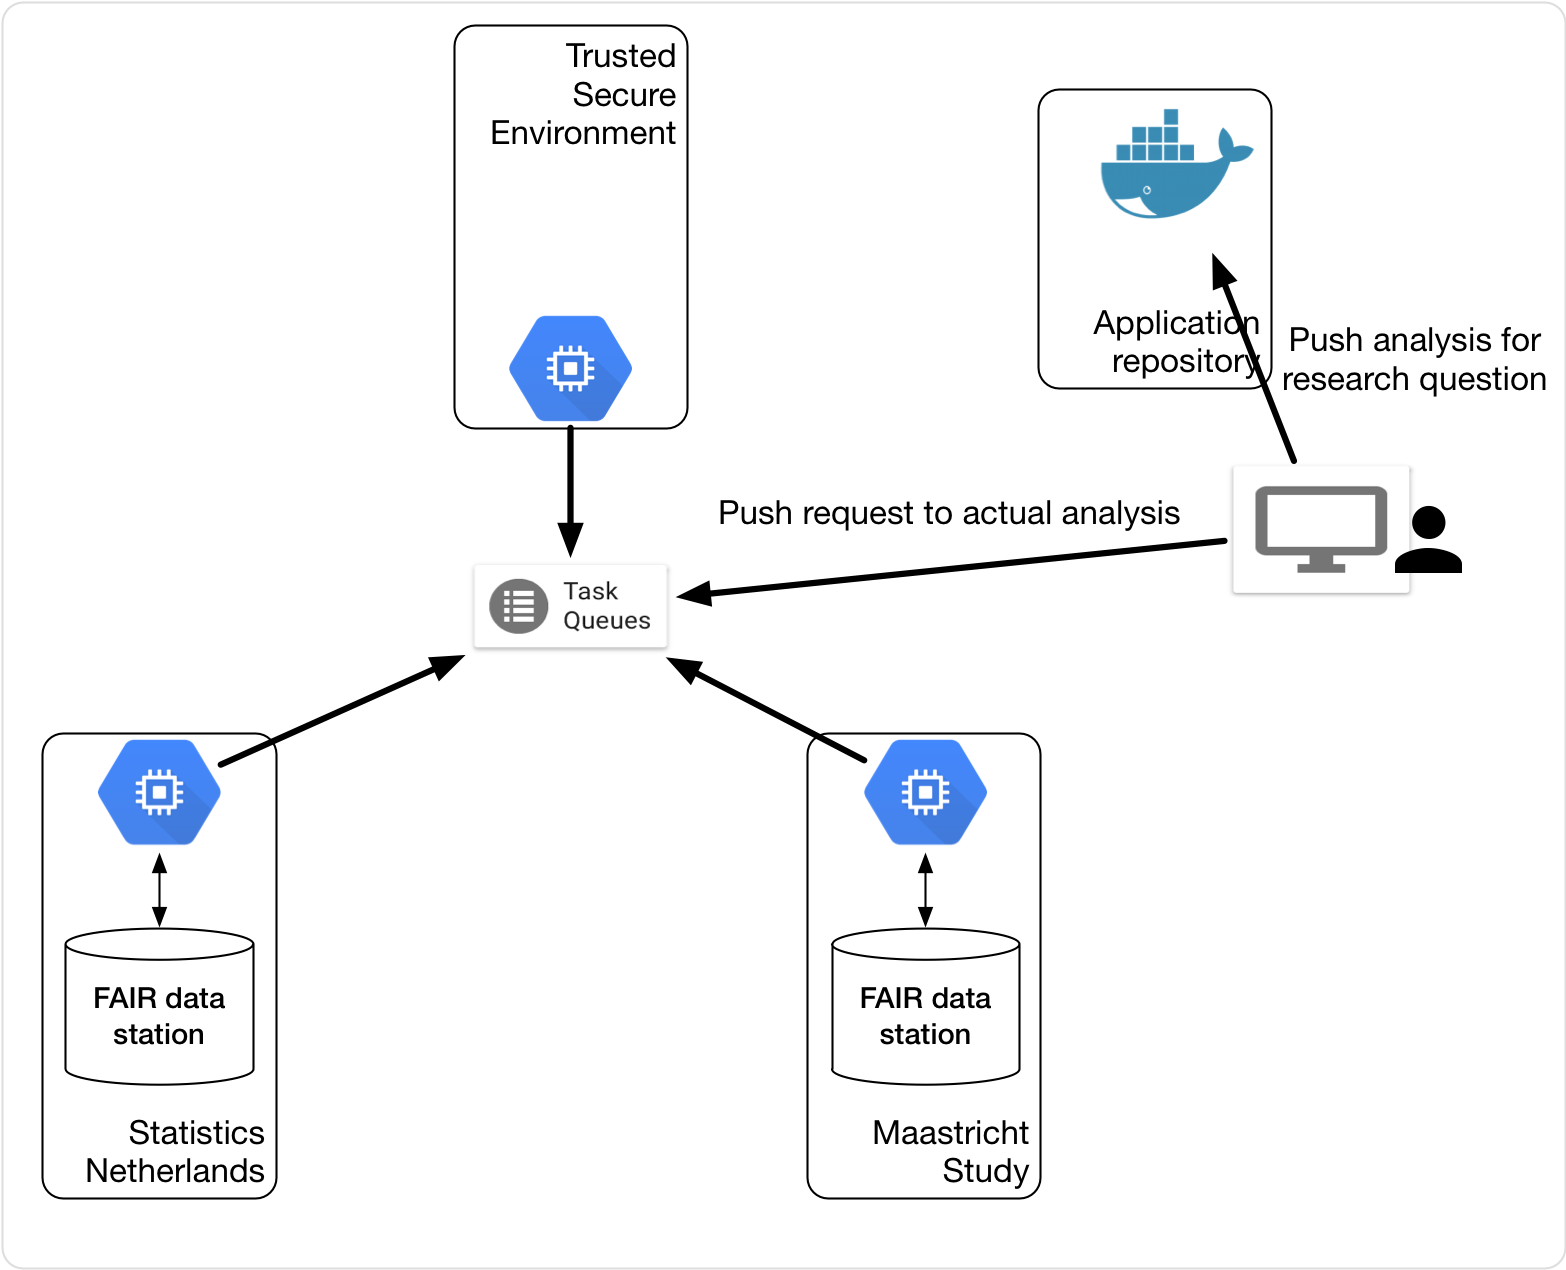 Trusted
Secure
Environment
Application
repository
Push analysis for
research question
Push request to actual analysis
Task
Queues
FAIR data
station
Statistics
Netherlands
FAIR data
station
Maastricht
Study